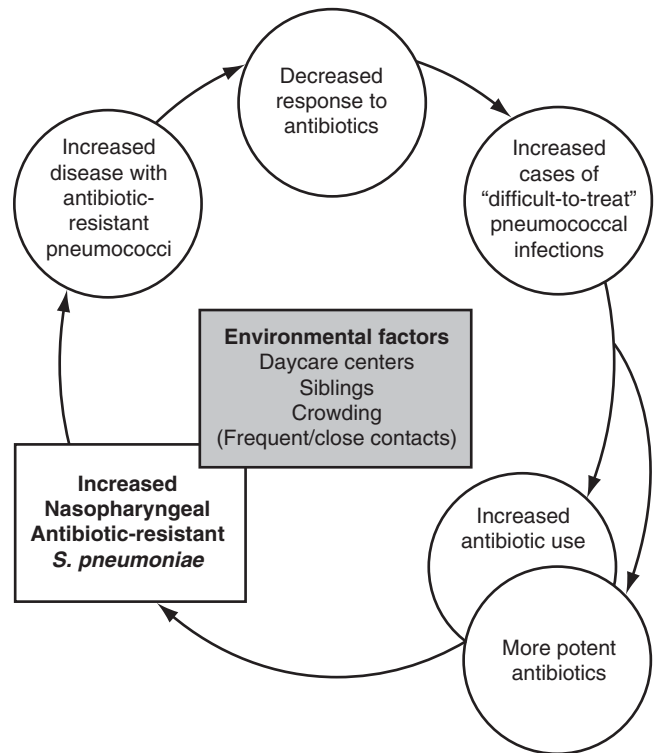 Decreased
response to
antibiotics
Increased
cases of
“difficult-to-treat”
pneumococcal
infections
Increased
disease with
antibiotic-
resistant
pneumococci
Environmental factors
Daycare centers
Siblings
Crowding
(Frequent/close contacts)
Increased
Nasopharyngeal
Antibiotic-resistant
S. pneumoniae
Increased
antibiotic use
More potent
antibiotics